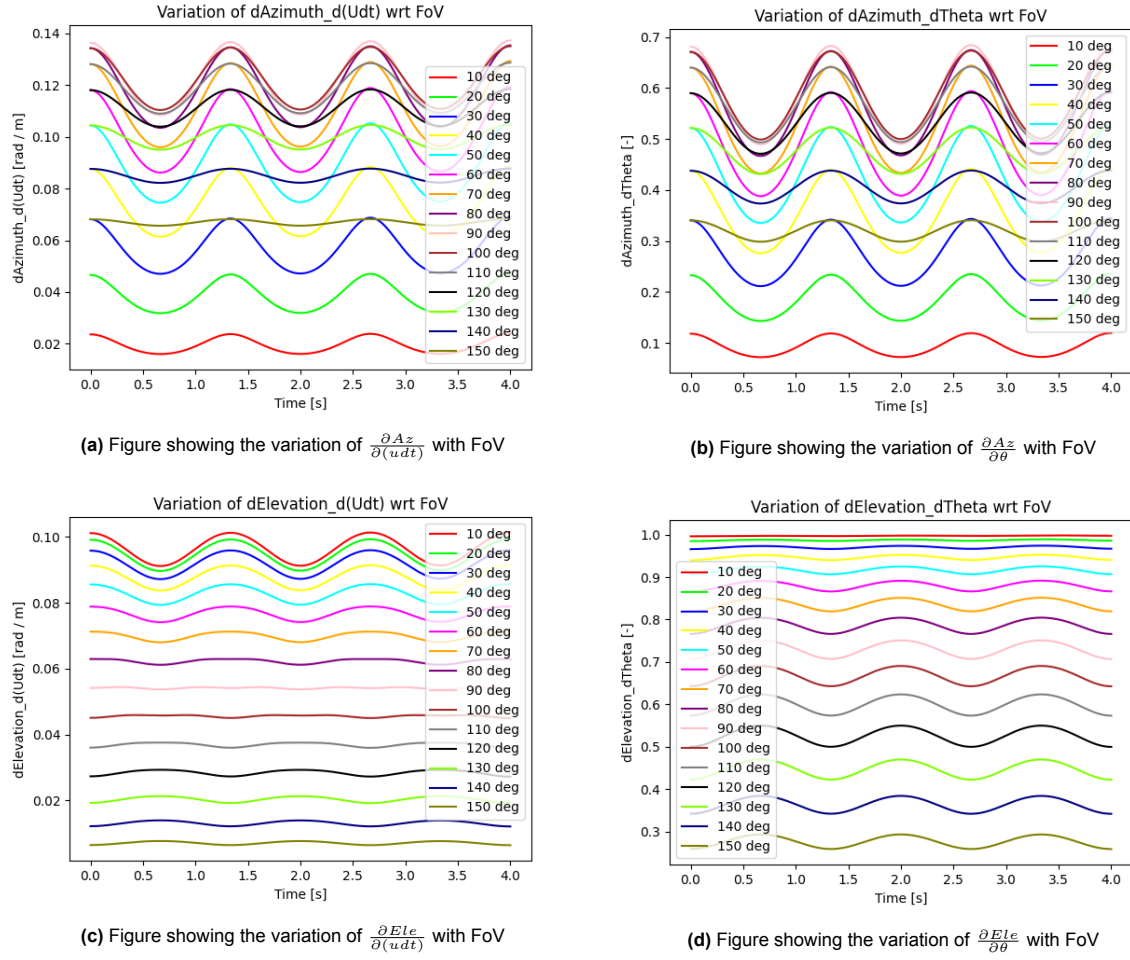 Variation of dAzimuth_d(Udt) wrt FoV
dAzimuth_d(Udt) [rad / m]
0.14
0.12
0.10
0.08
0.06
0.04
0.02
10 deg
20 deg
30 deg
40 deg
50 deg
60 deg
70 deg
80 deg
90 deg
100 deg
110 deg
120 deg
130 deg
140 deg
150 deg
0.0 0.5 1.0 1.5 2.0 2.5 3.0 3.5 4.0
Time [s]
(a) Figure showing the variation of ∂Az/∂(udt) with FoV
Variation of dAzimuth_dTheta wrt FoV
dAzimuth_dTheta [-]
0.7
0.6
0.5
0.4
0.3
0.2
0.1
10 deg
20 deg
30 deg
40 deg
50 deg
60 deg
70 deg
80 deg
90 deg
100 deg
110 deg
120 deg
130 deg
140 deg
150 deg
0.0 0.5 1.0 1.5 2.0 2.5 3.0 3.5 4.0
Time [s]
(b) Figure showing the variation of ∂Az/∂θ with FoV
Variation of dElevation_d(Udt) wrt FoV
dElevation_d(Udt) [rad / m]
0.10
0.08
0.06
0.04
0.02
10 deg
20 deg
30 deg
40 deg
50 deg
60 deg
70 deg
80 deg
90 deg
100 deg
110 deg
120 deg
130 deg
140 deg
150 deg
0.0 0.5 1.0 1.5 2.0 2.5 3.0 3.5 4.0
Time [s]
(c) Figure showing the variation of ∂Ele/∂(udt) with FoV
Variation of dElevation_dTheta wrt FoV
dElevation_dTheta [-]
1.0
0.9
0.8
0.7
0.6
0.5
0.4
0.3
10 deg
20 deg
30 deg
40 deg
50 deg
60 deg
70 deg
80 deg
90 deg
100 deg
110 deg
120 deg
130 deg
140 deg
150 deg
0.0 0.5 1.0 1.5 2.0 2.5 3.0 3.5 4.0
Time [s]
(d) Figure showing the variation of ∂Ele/∂θ with FoV